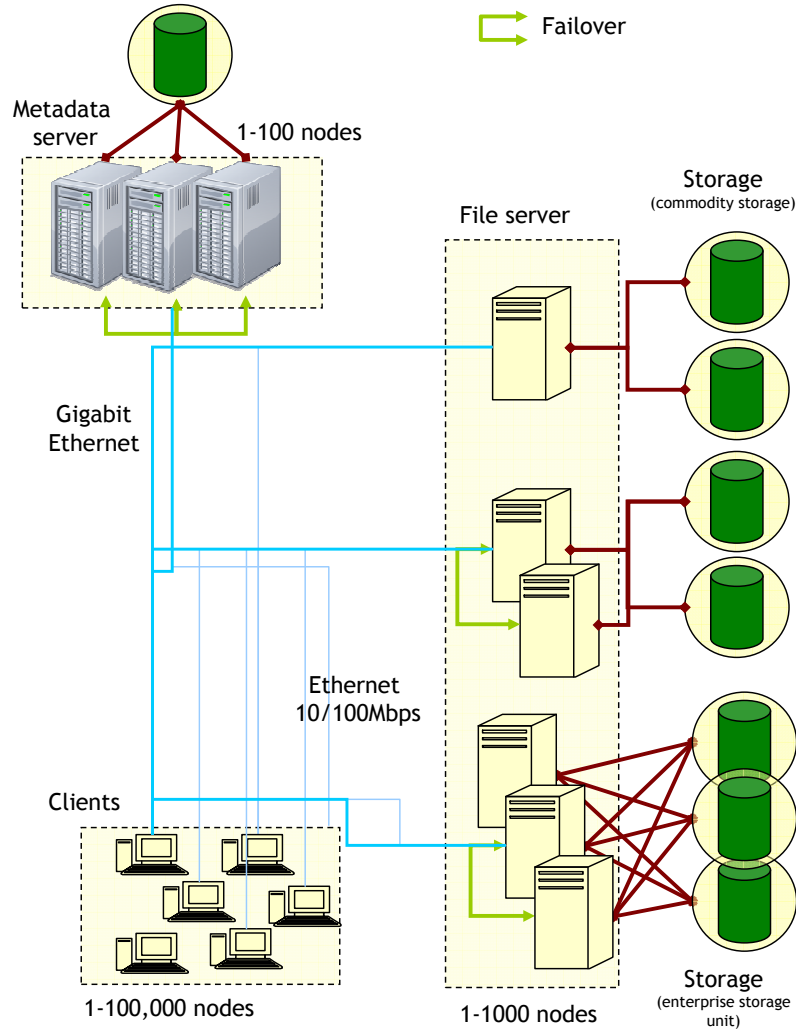 Failover
Metadata
server
1-100 nodes
Storage
(commodity storage)
File server
Gigabit
Ethernet
Ethernet
10/100Mbps
Clients
1-100,000 nodes
1-1000 nodes
Storage
(enterprise storage
unit)